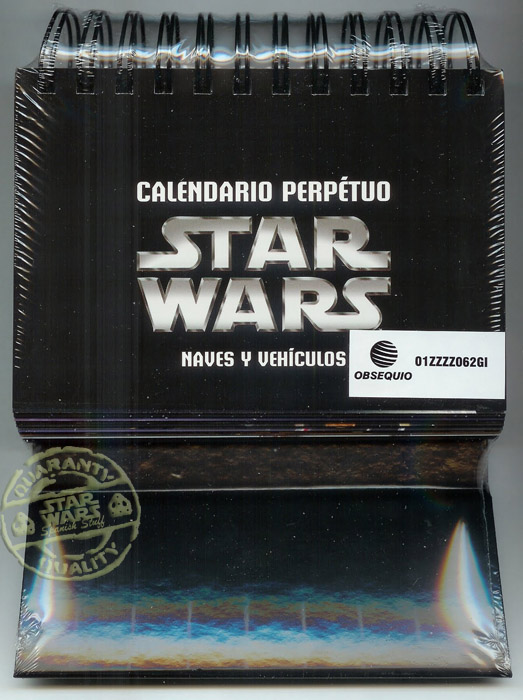 CALENDARIO PERPÉTUO
STAR
WARS
NAVES Y VEHÍCULOS
OBSEQUIO
01ZZZZ062GI
QUARANTY
STAR
WARS
Spanish Stuff
QUALITY